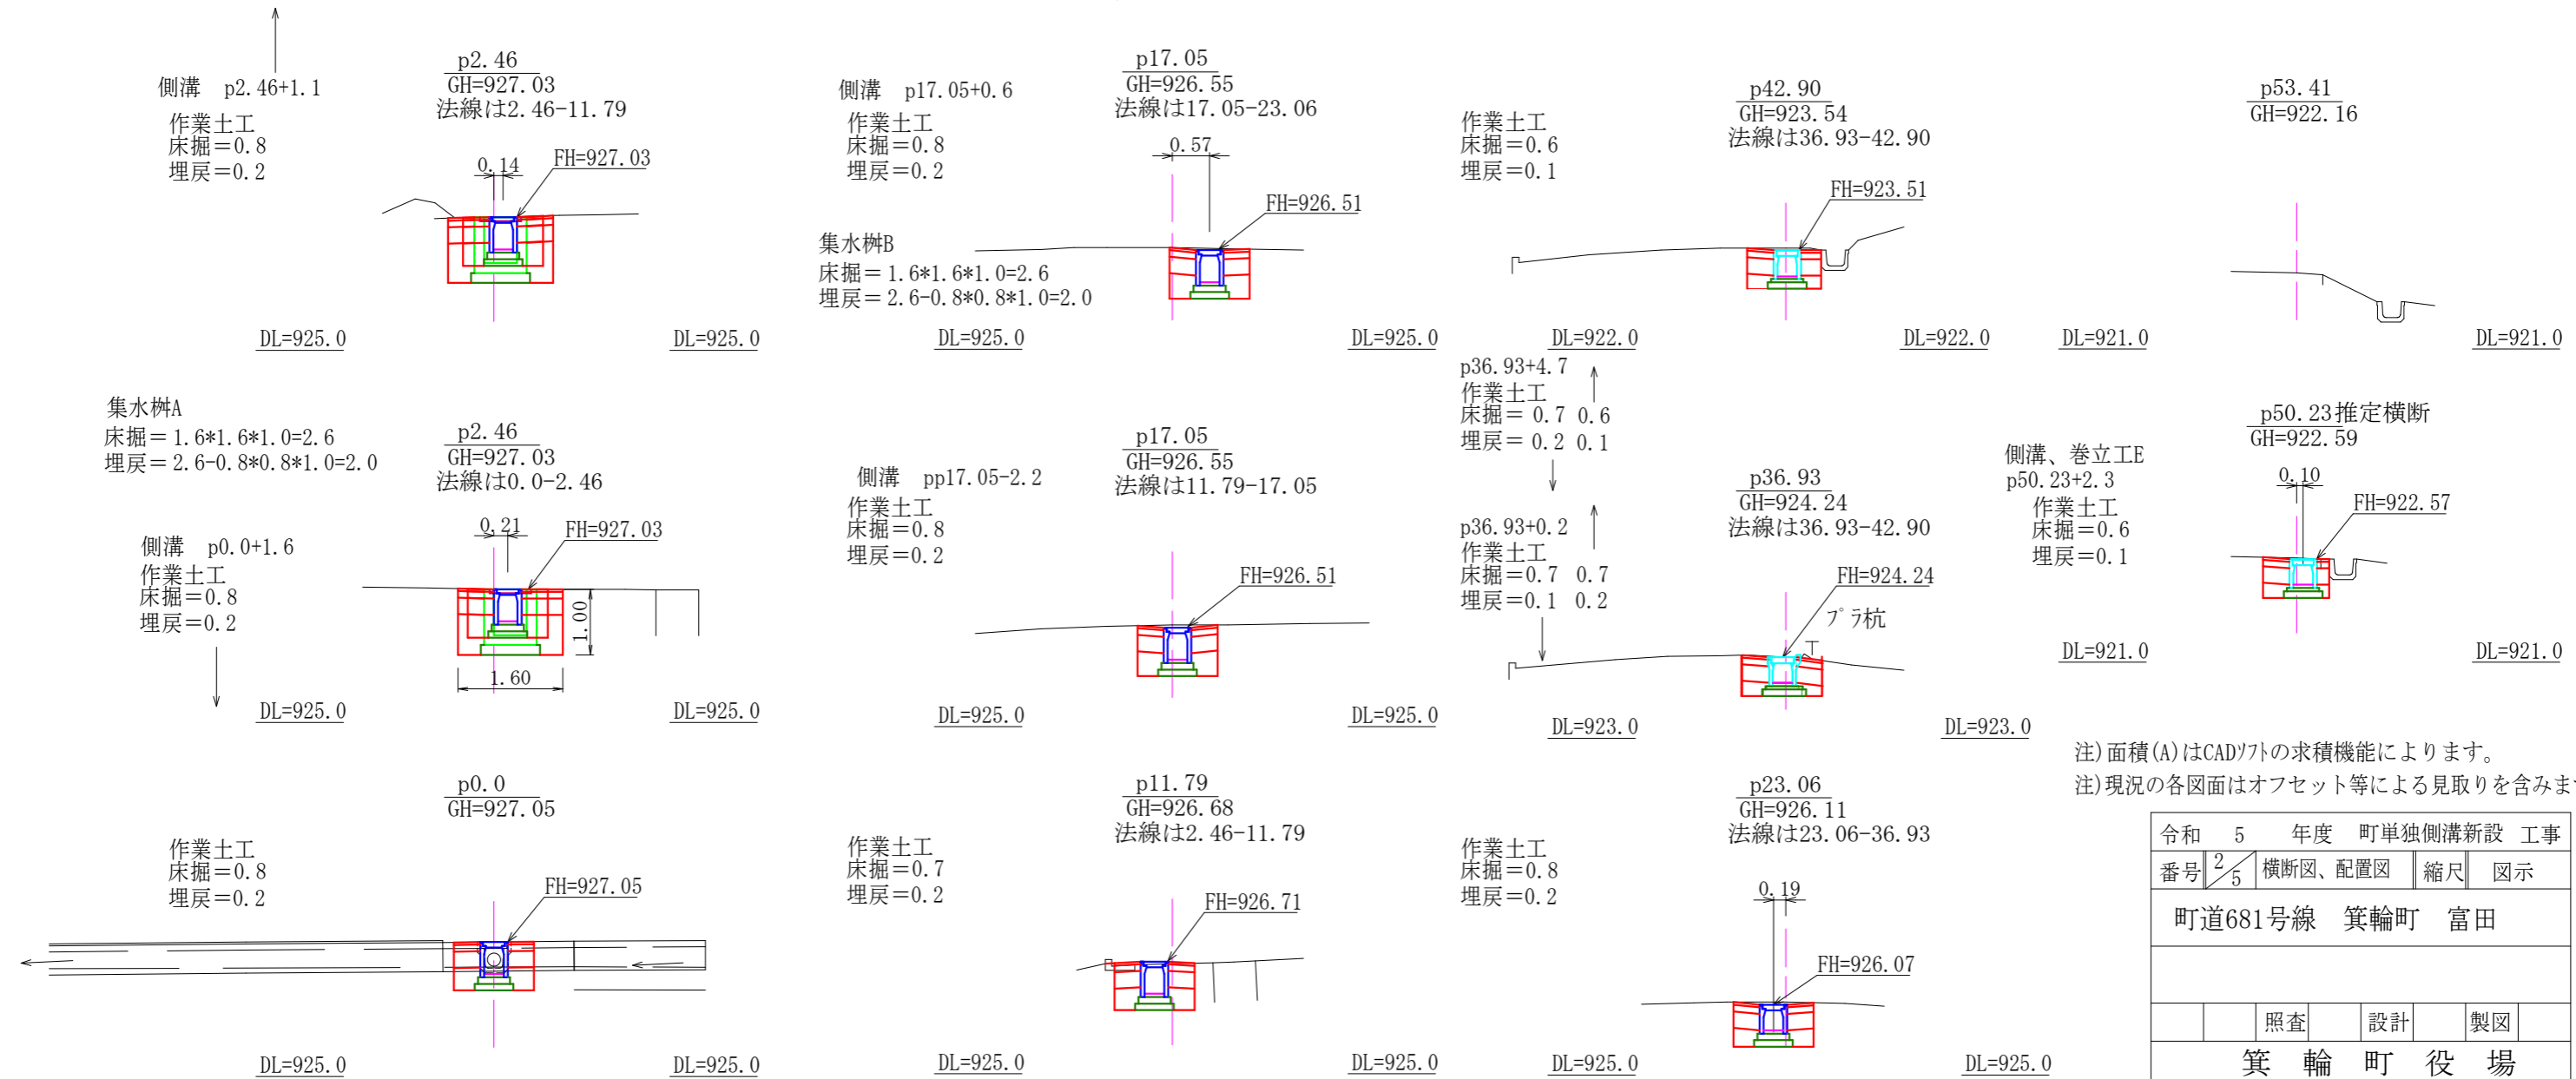 側溝 p2.46+1.1
作業土工
床掘＝0.8
埋戻＝0.2
p2.46
GH=927.03
法線は2.46-11.79
0.14
FH=927.03
DL=925.0
DL=925.0
側溝 p17.05+0.6
作業土工
床掘＝0.8
埋戻＝0.2
集水桝B
床掘＝1.6*1.6*1.0=2.6
埋戻＝2.6-0.8*0.8*1.0=2.0
p17.05
GH=926.55
法線は17.05-23.06
0.57
FH=926.51
DL=925.0
DL=925.0
作業土工
床掘＝0.6
埋戻＝0.1
p42.90
GH=923.54
法線は36.93-42.90
FH=923.51
DL=922.0
DL=922.0
p53.41
GH=922.16
DL=921.0
DL=921.0
集水桝A
床掘＝1.6*1.6*1.0=2.6
埋戻＝2.6-0.8*0.8*1.0=2.0
p2.46
GH=927.03
法線は0.0-2.46
0.21
FH=927.03
1.00
1.60
側溝 p0.0+1.6
作業土工
床掘＝0.8
埋戻＝0.2
DL=925.0
DL=925.0
側溝 pp17.05-2.2
作業土工
床掘＝0.8
埋戻＝0.2
p17.05
GH=926.55
法線は11.79-17.05
FH=926.51
DL=925.0
DL=925.0
p36.93+4.7
作業土工
床掘＝ 0.7 0.6
埋戻＝ 0.2 0.1
p36.93+0.2
作業土工
床掘＝0.7 0.7
埋戻＝0.1 0.2
p36.93
GH=924.24
法線は36.93-42.90
FH=924.24
プラ杭
DL=923.0
DL=923.0
側溝、巻立工E
p50.23+2.3
作業土工
床掘＝0.6
埋戻＝0.1
p50.23推定横断
GH=922.59
0.10
FH=922.57
DL=921.0
DL=921.0
p0.0
GH=927.05
作業土工
床掘＝0.8
埋戻＝0.2
FH=927.05
DL=925.0
DL=925.0
作業土工
床掘＝0.7
埋戻＝0.2
p11.79
GH=926.68
法線は2.46-11.79
FH=926.71
DL=925.0
DL=925.0
作業土工
床掘＝0.8
埋戻＝0.2
p23.06
GH=926.11
法線は23.06-36.93
0.19
FH=926.07
DL=925.0
DL=925.0
注)面積(A)はCADソフトの求積機能によります。
注)現況の各図面はオフセット等による見取りを含みま
令和 5 年度 町単独側溝新設 工事
番号 2/5 横断図、配置図 縮尺 図示
町道681号線 箕輪町 富田
照査 設計 製図
箕輪町役場